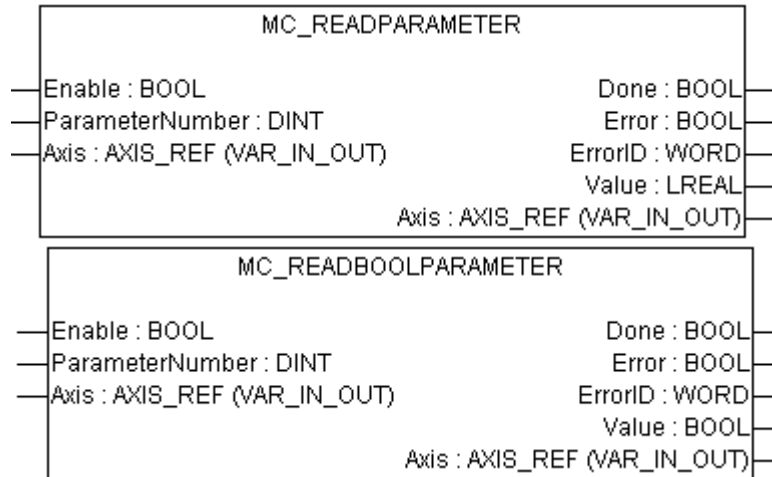 MC_READPARAMETER
Enable : BOOL Done : BOOL
ParameterNumber : DINT Error : BOOL
Axis : AXIS_REF (VAR_IN_OUT) ErrorID : WORD
Value : LREAL
Axis : AXIS_REF (VAR_IN_OUT)
MC_READBOOLPARAMETER
Enable : BOOL Done : BOOL
ParameterNumber : DINT Error : BOOL
Axis : AXIS_REF (VAR_IN_OUT) ErrorID : WORD
Value : BOOL
Axis : AXIS_REF (VAR_IN_OUT)